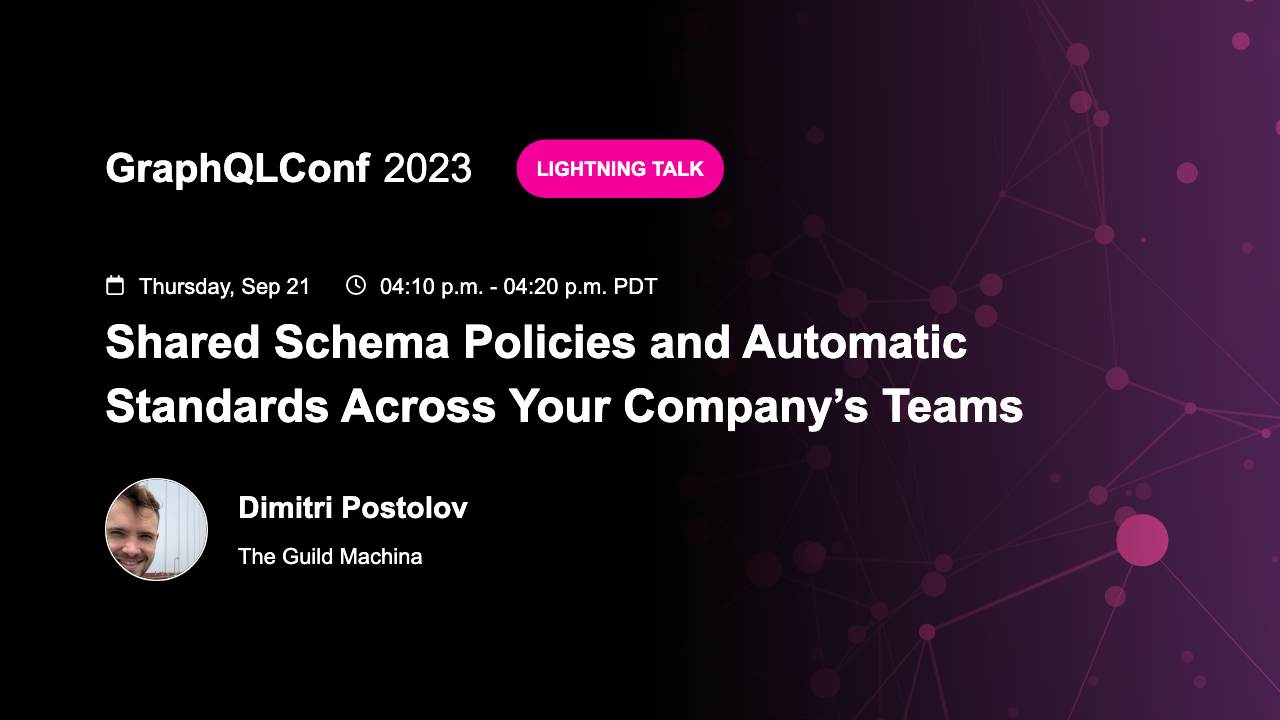 GraphQLConf 2023 LIGHTNING TALK
Thursday, Sep 21 04:10 p.m. - 04:20 p.m. PDT
Shared Schema Policies and Automatic
Standards Across Your Company’s Teams
Dimitri Postolov
The Guild Machina